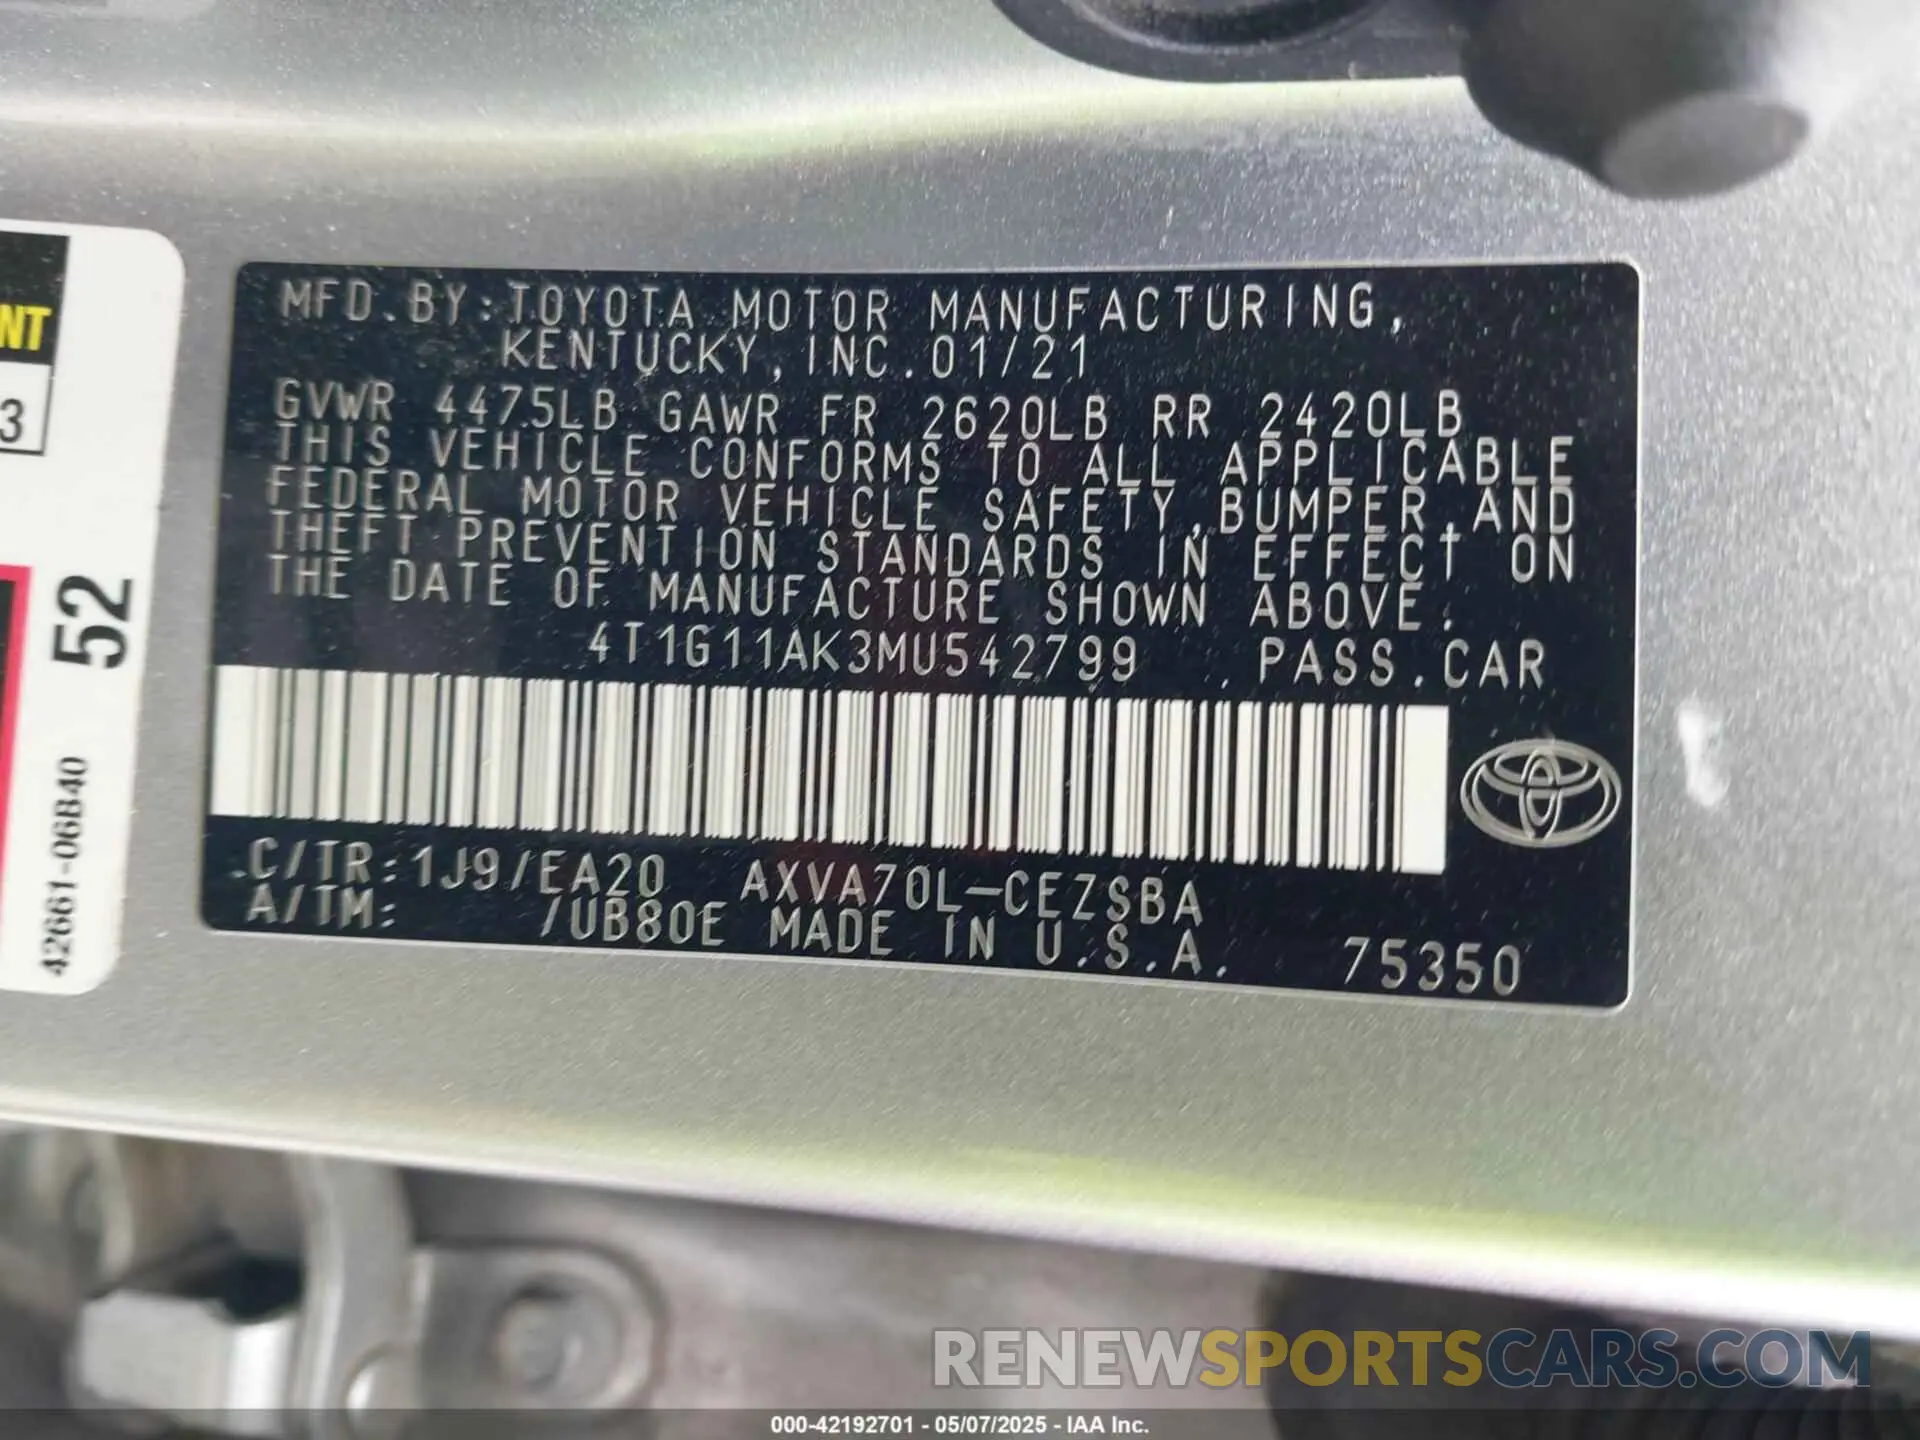 MFD.BY:TOYOTA MOTOR MANUFACTURING,
KENTUCKY, INC. 01/21
GVWR 4475LB GAWR FR 2620LB RR 2420LB
THIS VEHICLE CONFORMS TO ALL APPLICABLE
FEDERAL MOTOR VEHICLE SAFETY, BUMPER, AND
THEFT PREVENTION STANDARDS IN EFFECT ON
THE DATE OF MANUFACTURE SHOWN ABOVE.
4T1G11AK3MU542799 PASS.CAR
C/TR:1J9/EA20 AXVA70L-CEZSBA
A/TM: /UB80E MADE IN U.S.A. 75350
NT
3
52
42661-06B40
RENEWSPORTSCARS.COM
000-42192701 - 05/07/2025 - IAA Inc.